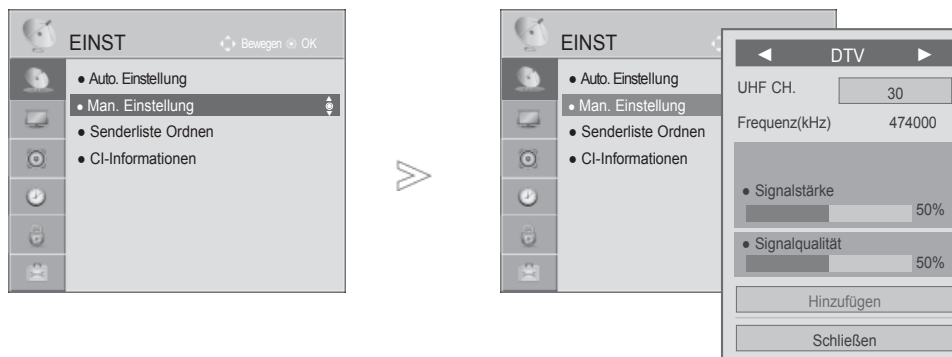 EINST
Bewegen OK
● Auto. Einstellung
● Man. Einstellung
● Senderliste Ordnen
● CI-Informationen
EINST
● Auto. Einstellung
● Man. Einstellung
● Senderliste Ordnen
● CI-Informationen
◄ DTV ►
UHF CH. 30
Frequenz(kHz) 474000
● Signalstärke
50%
● Signalqualität
50%
Hinzufügen
Schließen